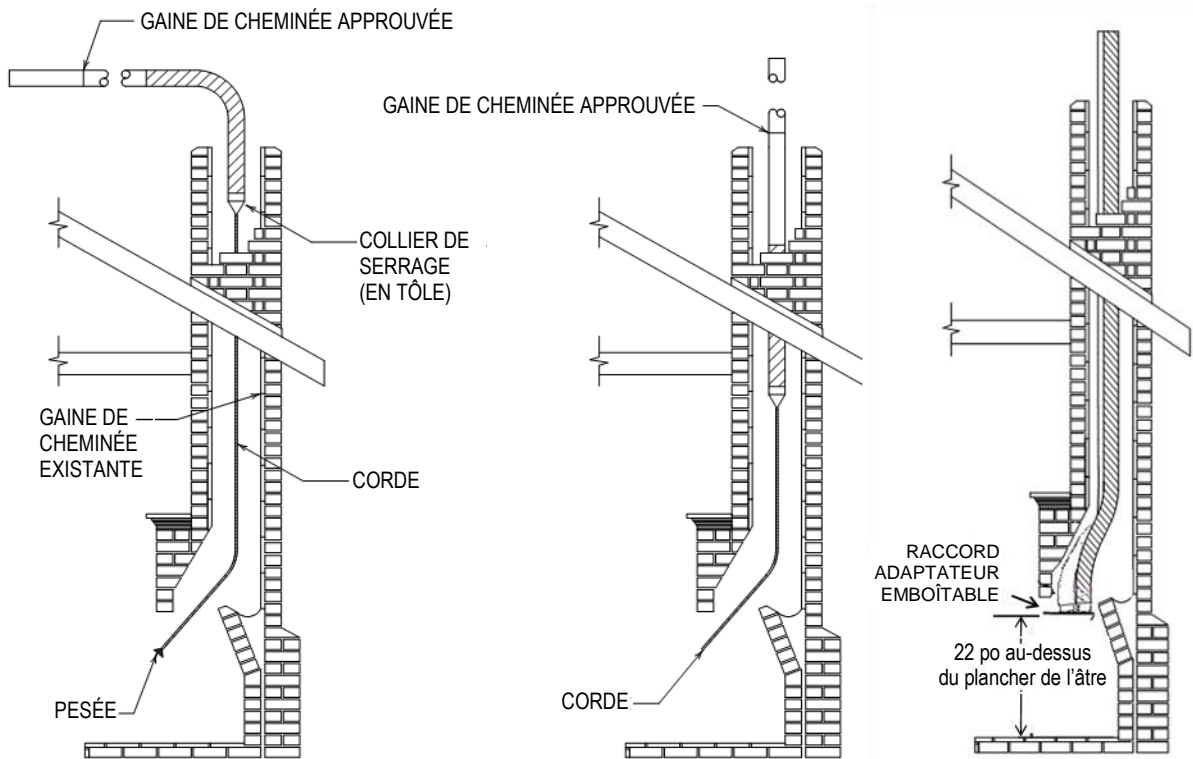 GAINE DE CHEMINÉE APPROUVÉE
COLLIER DE
SERRAGE
(EN TÔLE)
GAINE DE
CHEMINÉE
EXISTANTE
CORDE
PESÉE
GAINE DE CHEMINÉE APPROUVÉE
CORDE
RACCORD
ADAPTATEUR
EMBOÎTABLE
22 po au-dessus
du plancher de l'âtre